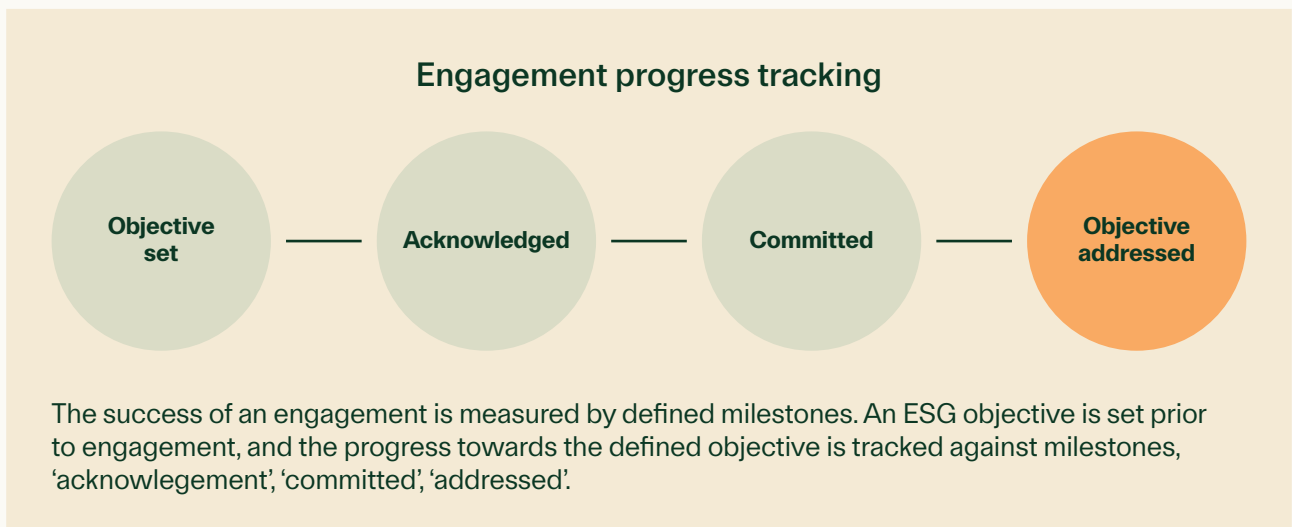 Engagement progress tracking
Objective
set
Acknowledged
Committed
Objective
addressed
The success of an engagement is measured by defined milestones. An ESG objective is set prior
to engagement, and the progress towards the defined objective is tracked against milestones,
‘acknowlegement’, ‘committed’, ‘addressed’.